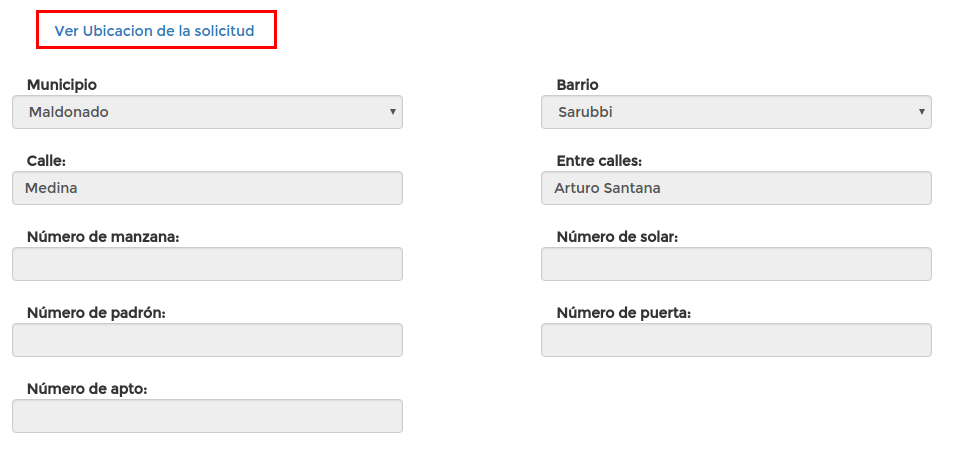 Ver Ubicacion de la solicitud
Municipio
Barrio
Maldonado
Sarubbi
Calle:
Entre calles:
Medina
Arturo Santana
Número de manzana:
Número de solar:
Número de padrón:
Número de puerta:
Número de apto: